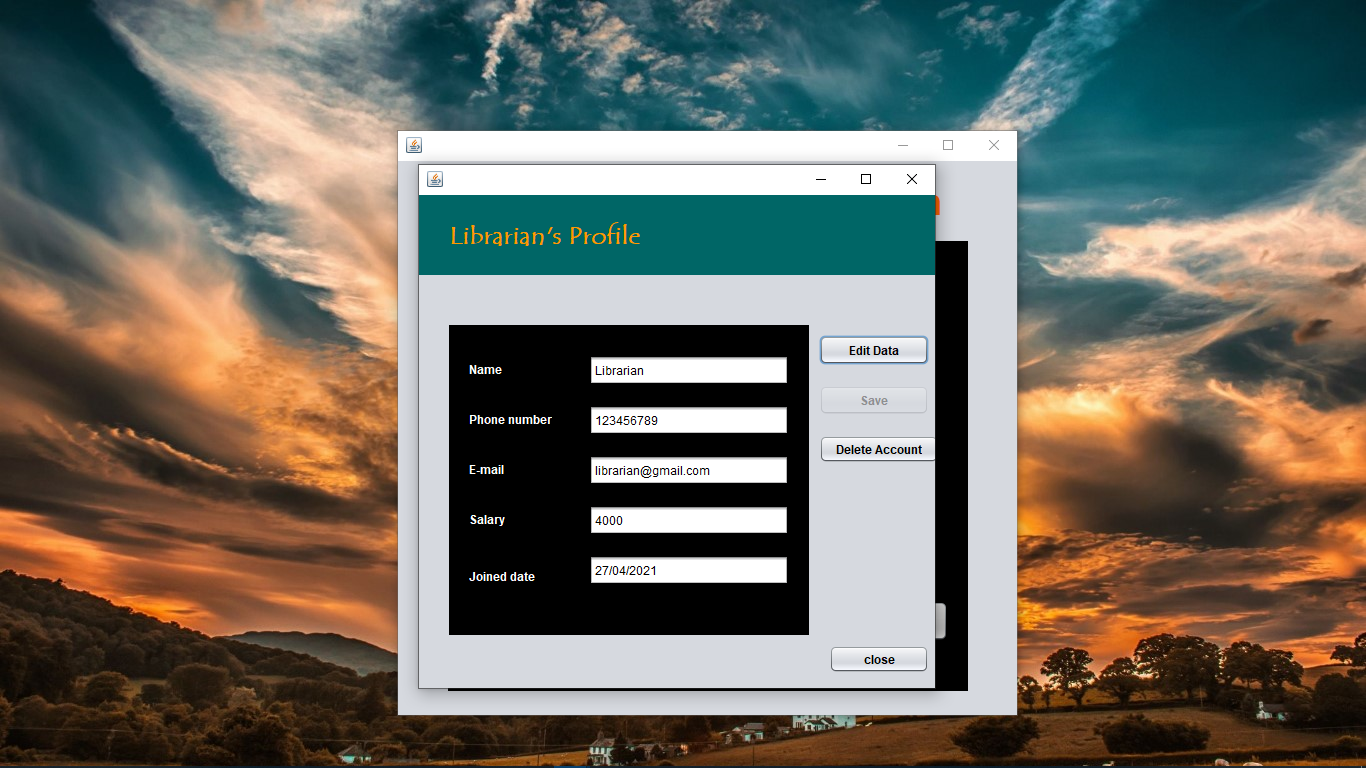 Librarian's Profile
Name
Librarian
Edit Data
Phone number
123456789
Save
E-mail
librarian@gmail.com
Delete Account
Salary
4000
Joined date
27/04/2021
close